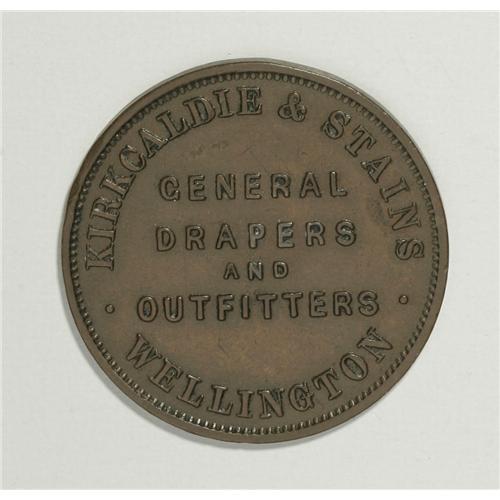 KIRKCALDIE & STAINS
GENERAL
DRAPERS
AND
OUTFITTERS
· WELLINGTON ·